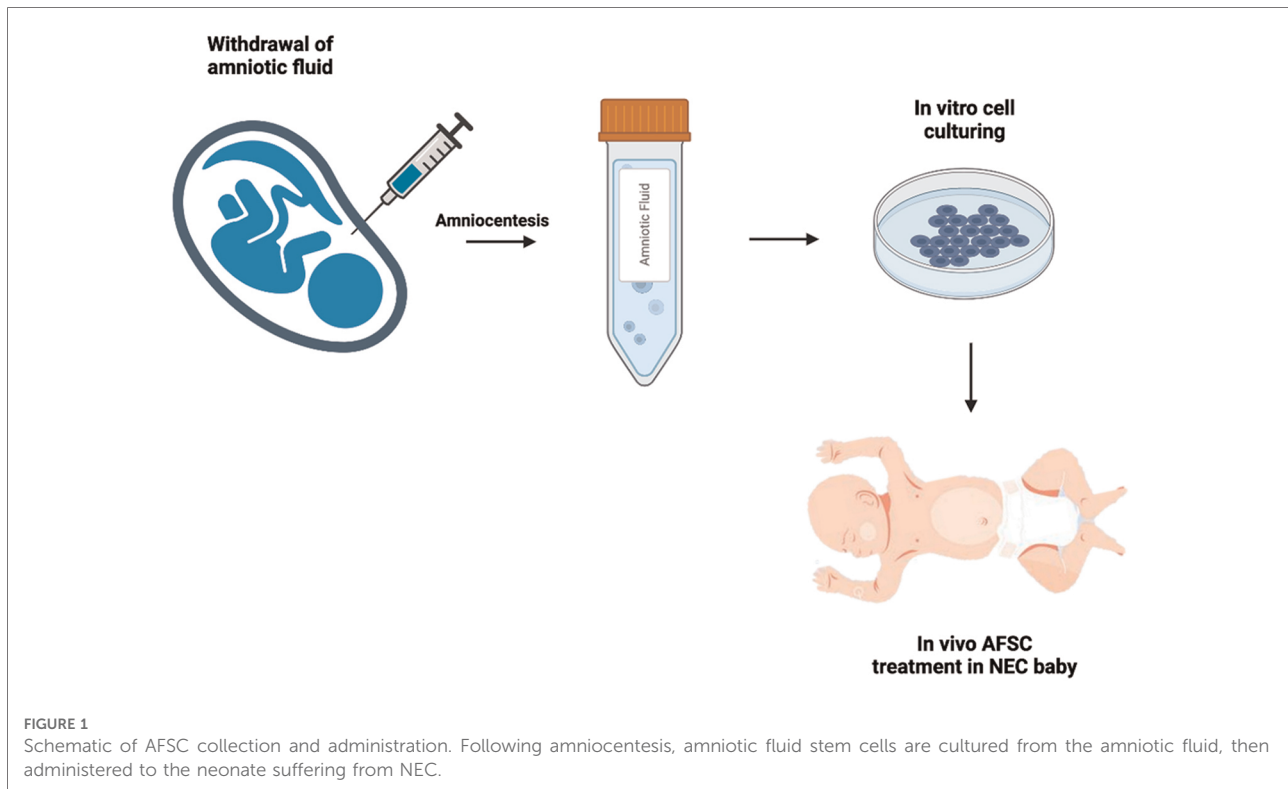 Withdrawal of
amniotic fluid
Amniocentesis
Amniotic Fluid
In vitro cell
culturing
In vivo AFSC
treatment in NEC baby
FIGURE 1
Schematic of AFSC collection and administration. Following amniocentesis, amniotic fluid stem cells are cultured from the amniotic fluid, then
administered to the neonate suffering from NEC.